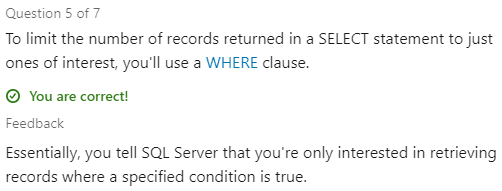 Question 5 of 7
To limit the number of records returned in a SELECT statement to just
ones of interest, you'll use a WHERE clause.
You are correct!
Feedback
Essentially, you tell SQL Server that you're only interested in retrieving
records where a specified condition is true.